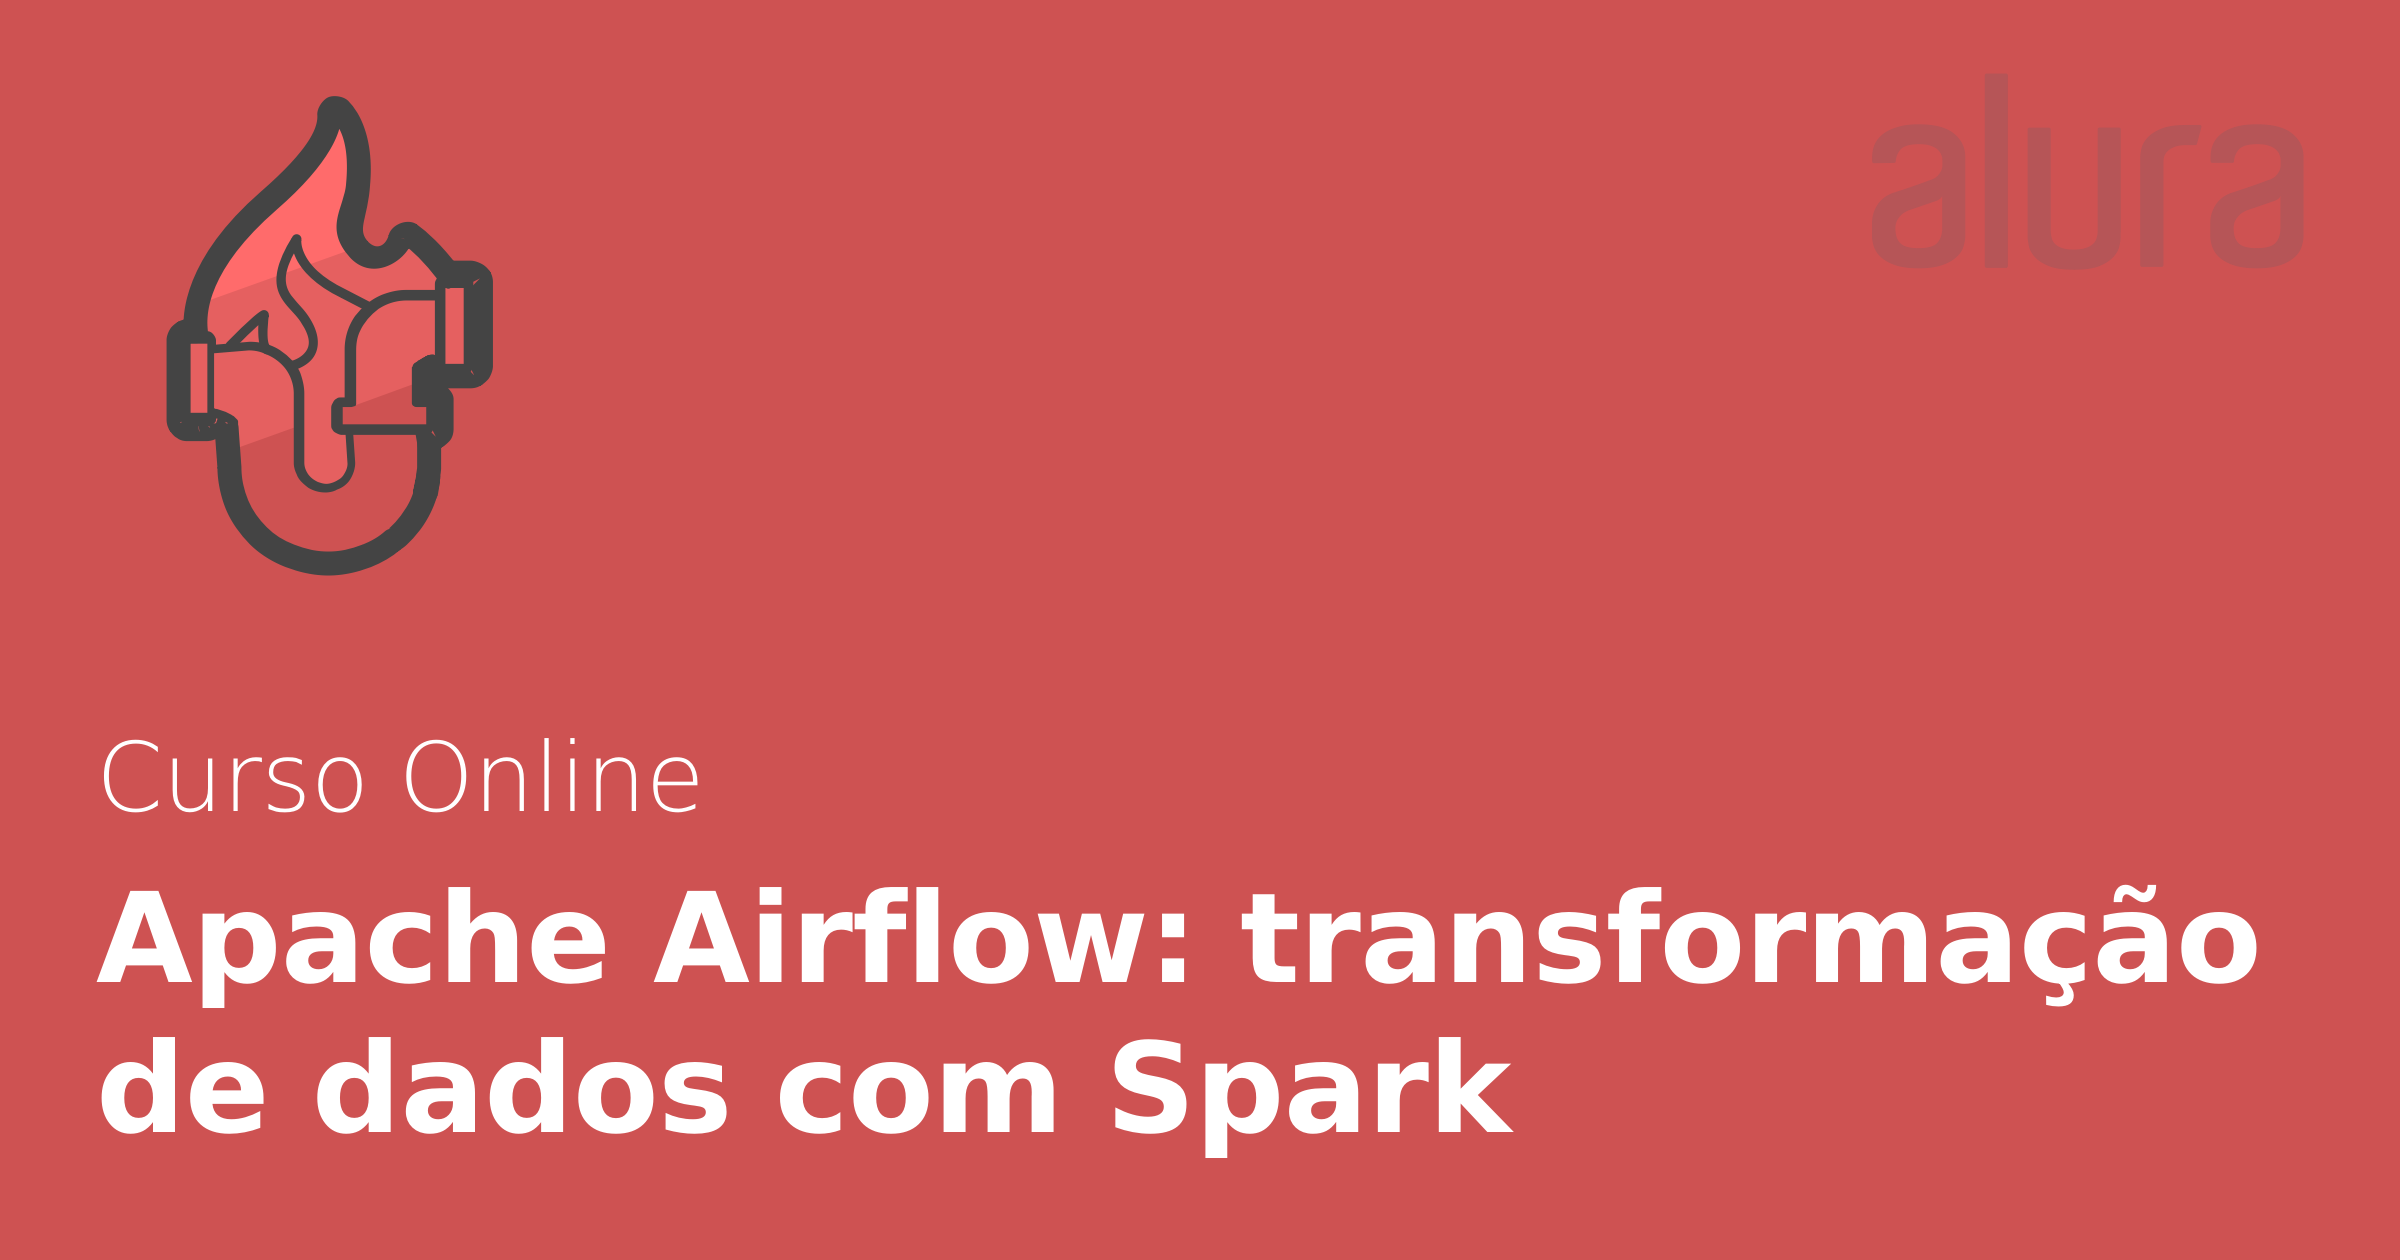 alura
Curso Online
Apache Airflow: transformação
de dados com Spark